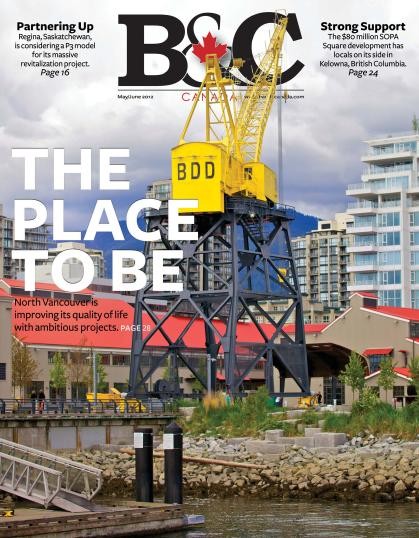 Partnering Up
Regina, Saskatchewan,
is considering a P3 model
for its massive
revitalization project.
Page 16
B&C
CANADA
May/June 2012
Strong Support
The $80 million SOPA
Square development has
locals on its side in
Kelowna, British Columbia.
Page 24
BDD
THE
PLACE
TO BE
North Vancouver is
improving its quality of life
with ambitious projects. PAGE 28